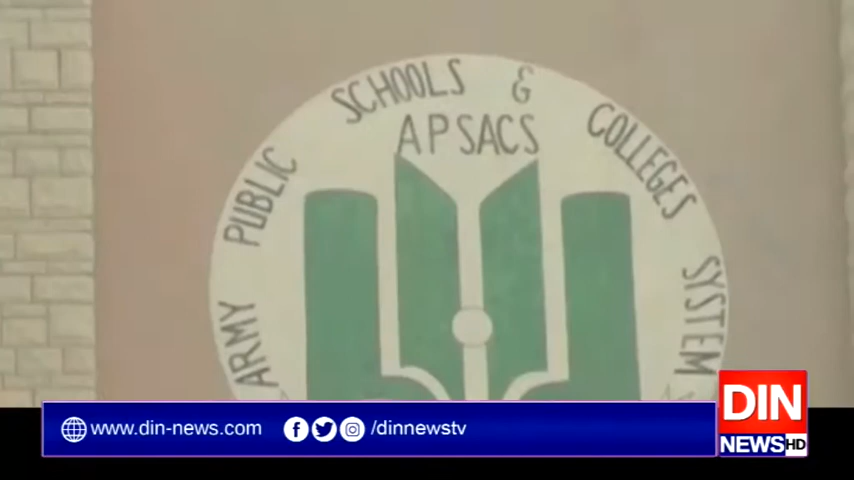 ARMY PUBLIC SCHOOLS & COLLEGES SYSTEM
APSACS
www.din-news.com
/dinnewstv
DIN
NEWS HD